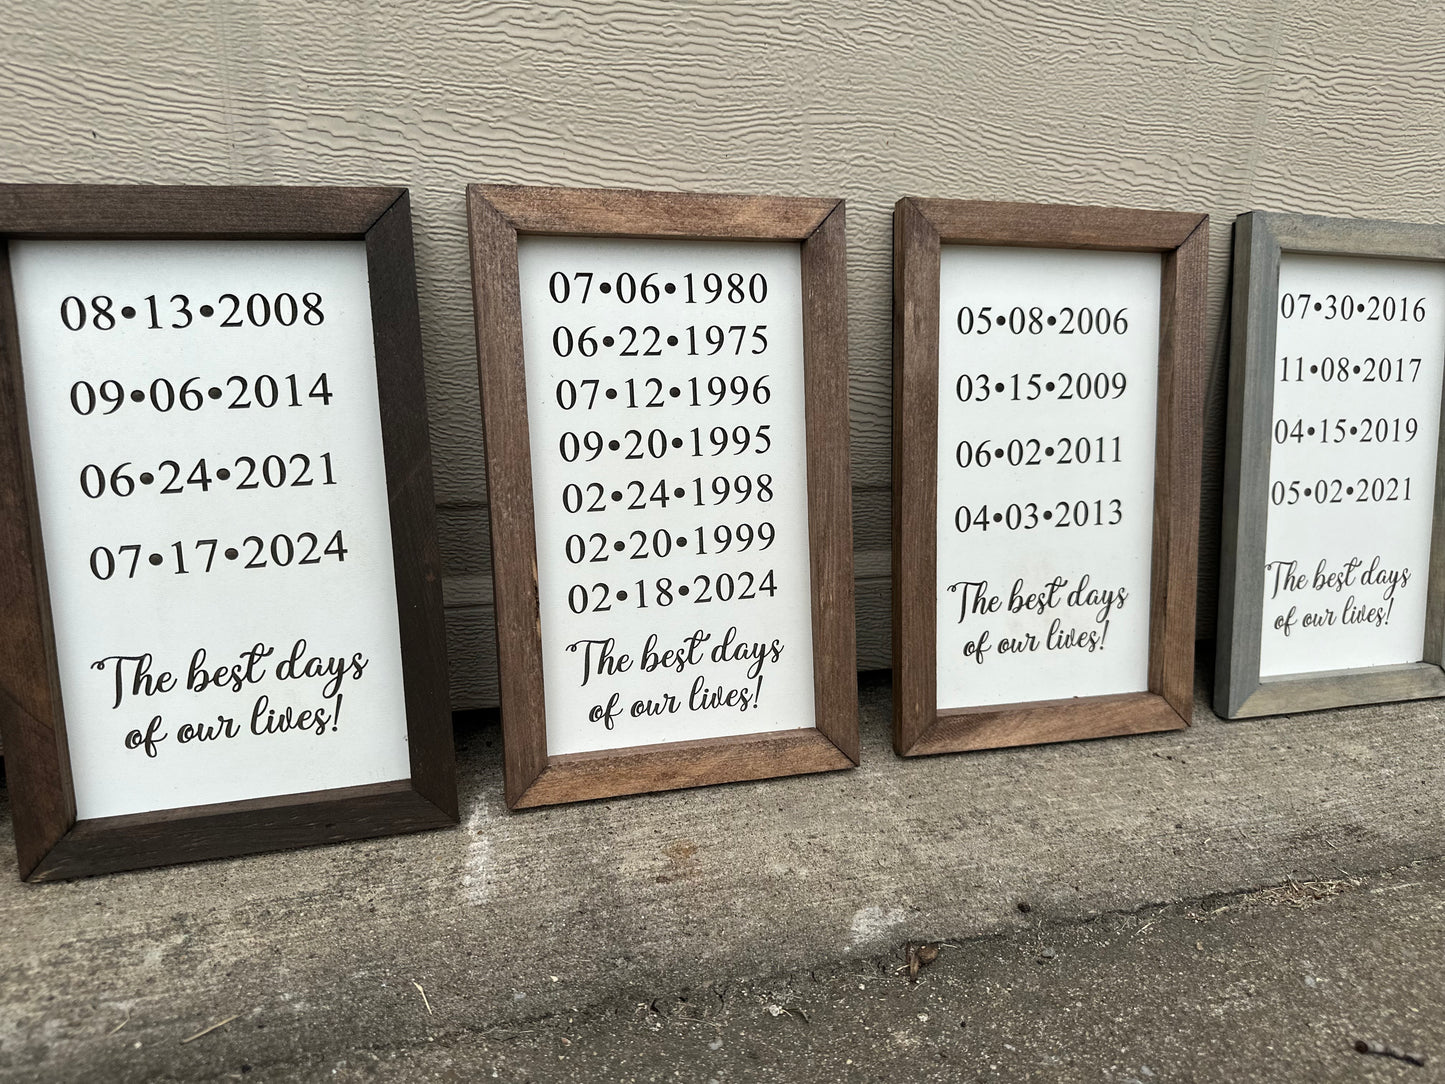 08•13•2008
09•06•2014
06•24•2021
07•17•2024
The best days
of our lives!
07•06•1980
06•22•1975
07•12•1996
09•20•1995
02•24•1998
02•20•1999
02•18•2024
The best days
of our lives!
05•08•2006
03•15•2009
06•02•2011
04•03•2013
The best days
of our lives!
07•30•2016
11•08•2017
04•15•2019
05•02•2021
The best days
of our lives!